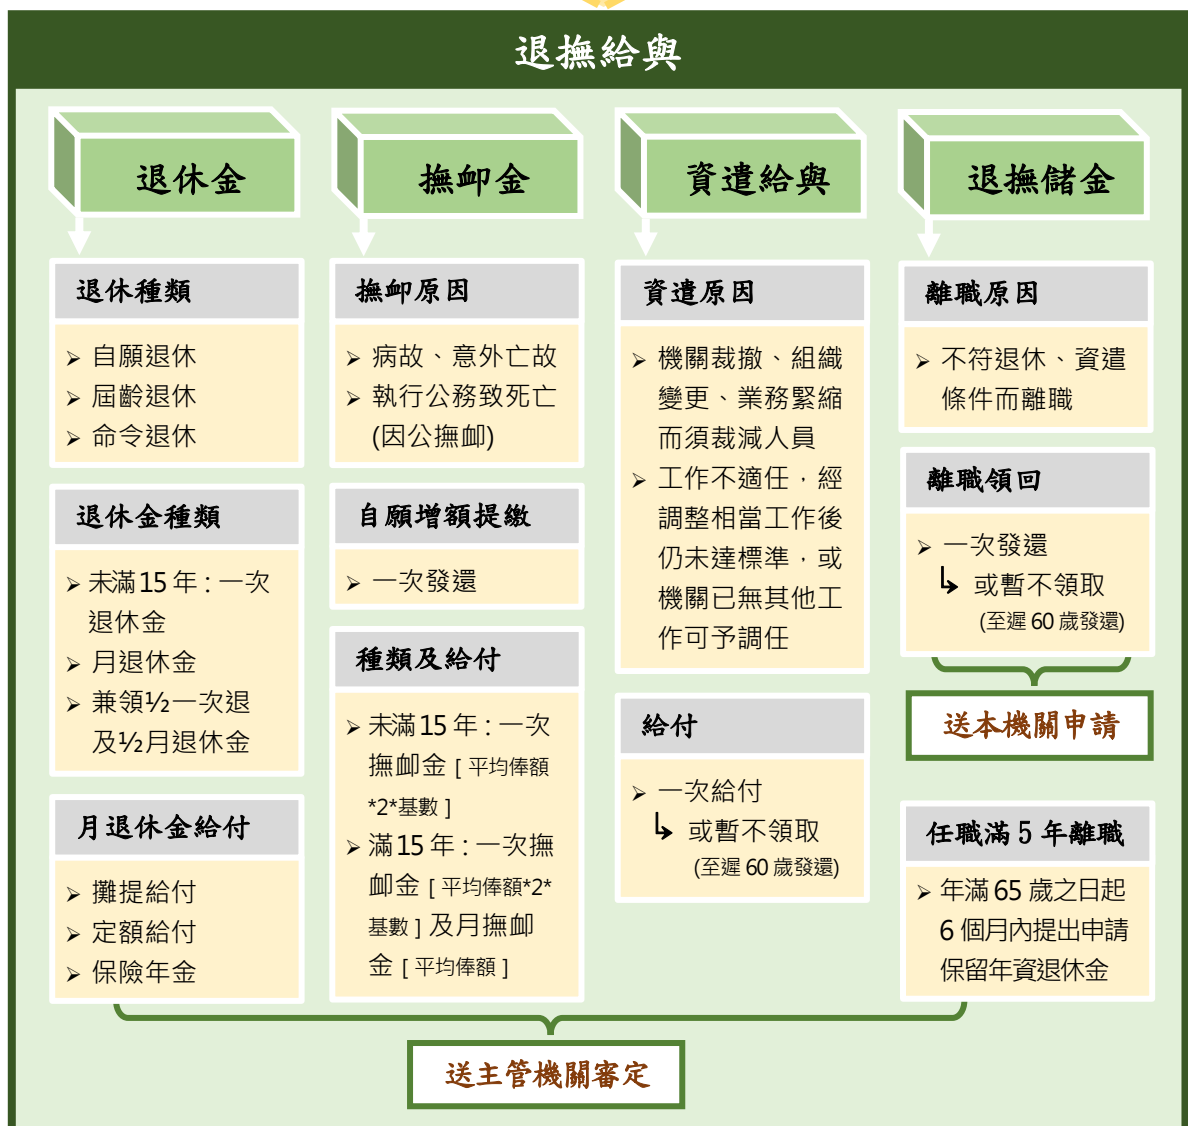 退撫給與
退休金
退休種類
➢ 自願退休
➢ 屆齡退休
➢ 命令退休
退休金種類
➢ 未滿15年：一次
退休金
➢ 月退休金
➢ 兼領½一次退
及½月退休金
月退休金給付
➢ 攤提給付
➢ 定額給付
➢ 保險年金
撫卹金
撫卹原因
➢ 病故、意外亡故
➢ 執行公務致死亡
(因公撫卹)
自願增額提繳
➢ 一次發還
種類及給付
➢ 未滿15年：一次
撫卹金 [ 平均俸額
*2*基數 ]
➢ 滿15年：一次撫
卹金 [ 平均俸額*2*
基數 ] 及月撫卹
金 [ 平均俸額 ]
資遣給與
資遣原因
➢ 機關裁撤、組織
變更、業務緊縮
而須裁減人員
➢ 工作不適任，經
調整相當工作後
仍未達標準，或
機關已無其他工
作可予調任
給付
➢ 一次給付
↳ 或暫不領取
(至遲 60 歲發還)
退撫儲金
離職原因
➢ 不符退休、資遣
條件而離職
離職領回
➢ 一次發還
↳ 或暫不領取
(至遲 60 歲發還)
送本機關申請
任職滿 5 年離職
➢ 年滿 65 歲之日起
6 個月內提出申請
保留年資退休金
送主管機關審定